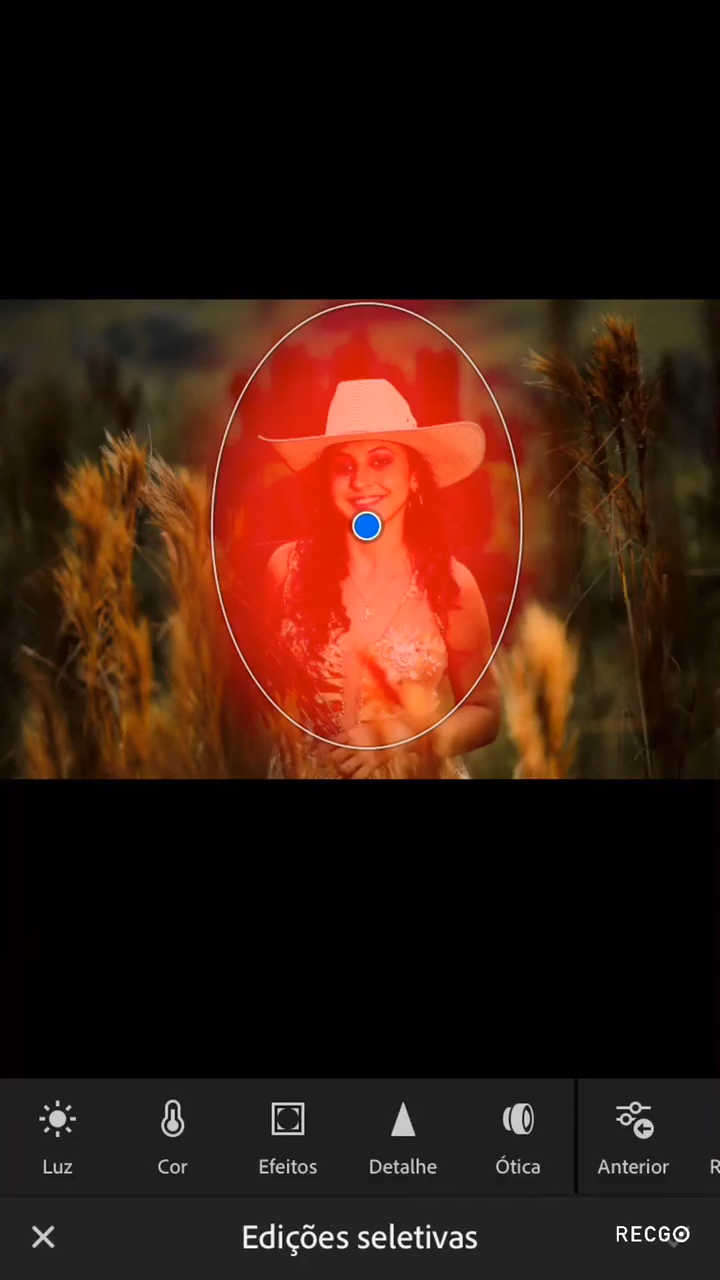 Luz
Cor
Efeitos
Detalhe
Ótica
Anterior
R
Edições seletivas
RECGO